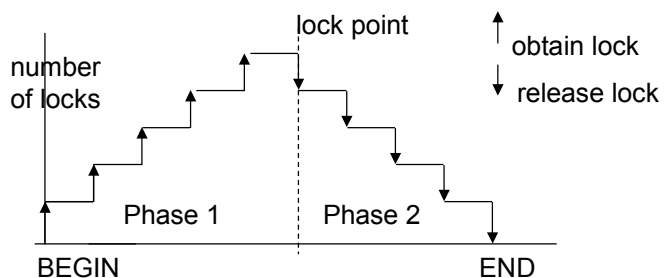 lock point
obtain lock
number
of locks
release lock
Phase 1
Phase 2
BEGIN
END